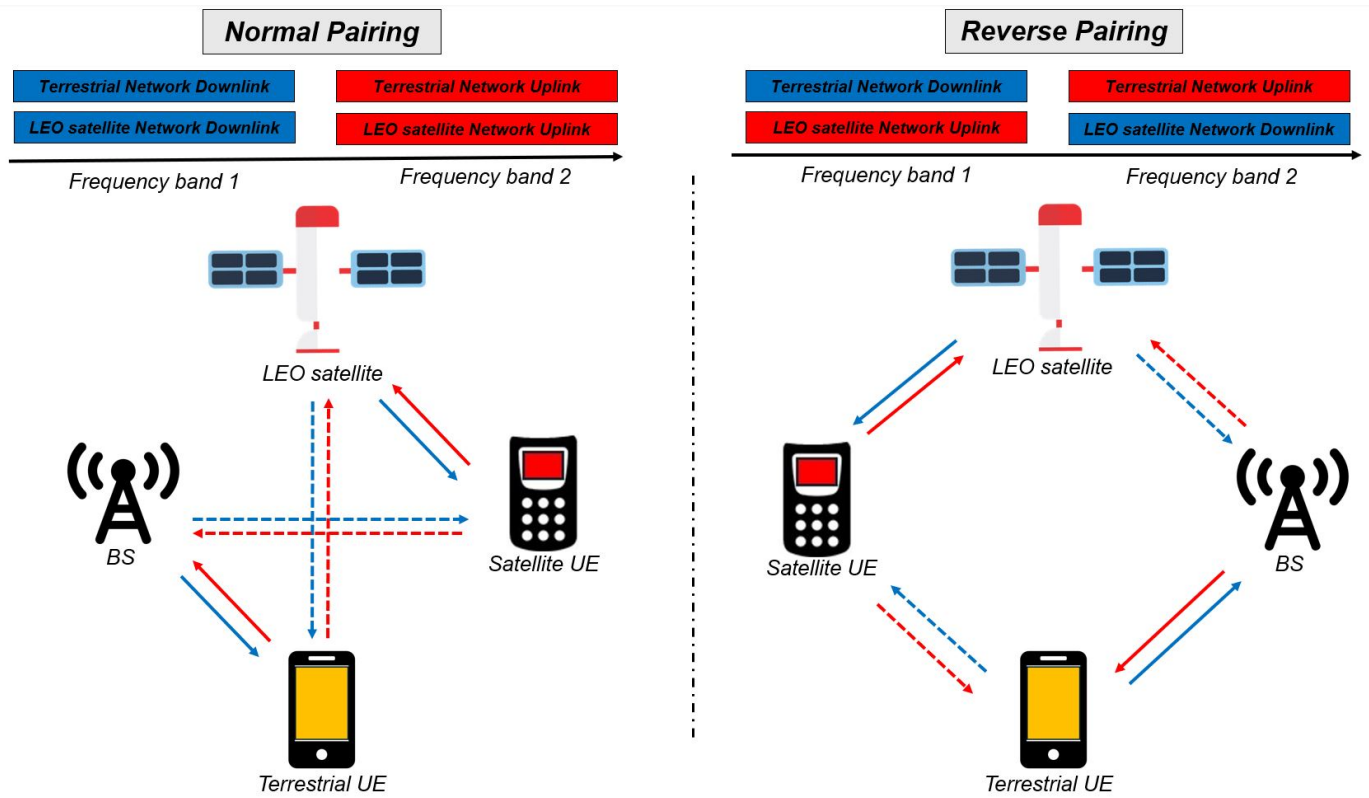 Normal Pairing
Terrestrial Network Downlink
Terrestrial Network Uplink
LEO satellite Network Downlink
LEO satellite Network Uplink
Frequency band 1
Frequency band 2
LEO satellite
BS
Satellite UE
Terrestrial UE
Reverse Pairing
Terrestrial Network Downlink
Terrestrial Network Uplink
LEO satellite Network Uplink
LEO satellite Network Downlink
Frequency band 1
Frequency band 2
LEO satellite
Satellite UE
BS
Terrestrial UE